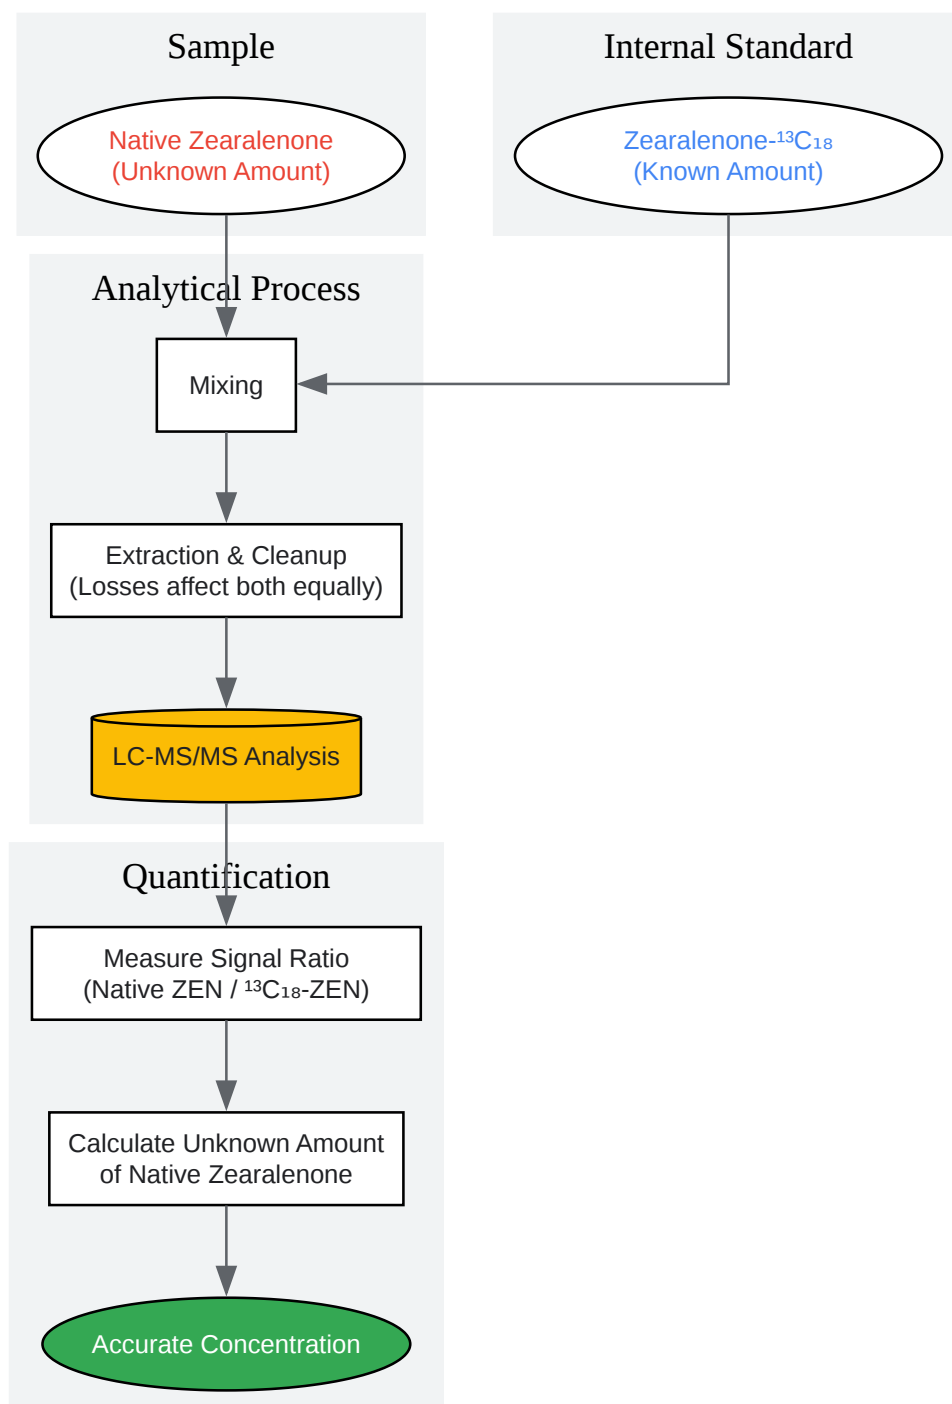 Sample
Internal Standard
Native Zearalenone
(Unknown Amount)
Zearalenone-¹³C₁₈
(Known Amount)
Analytical Process
Mixing
Extraction & Cleanup
(Losses affect both equally)
LC-MS/MS Analysis
Quantification
Measure Signal Ratio
(Native ZEN / ¹³C₁₈-ZEN)
Calculate Unknown Amount
of Native Zearalenone
Accurate Concentration